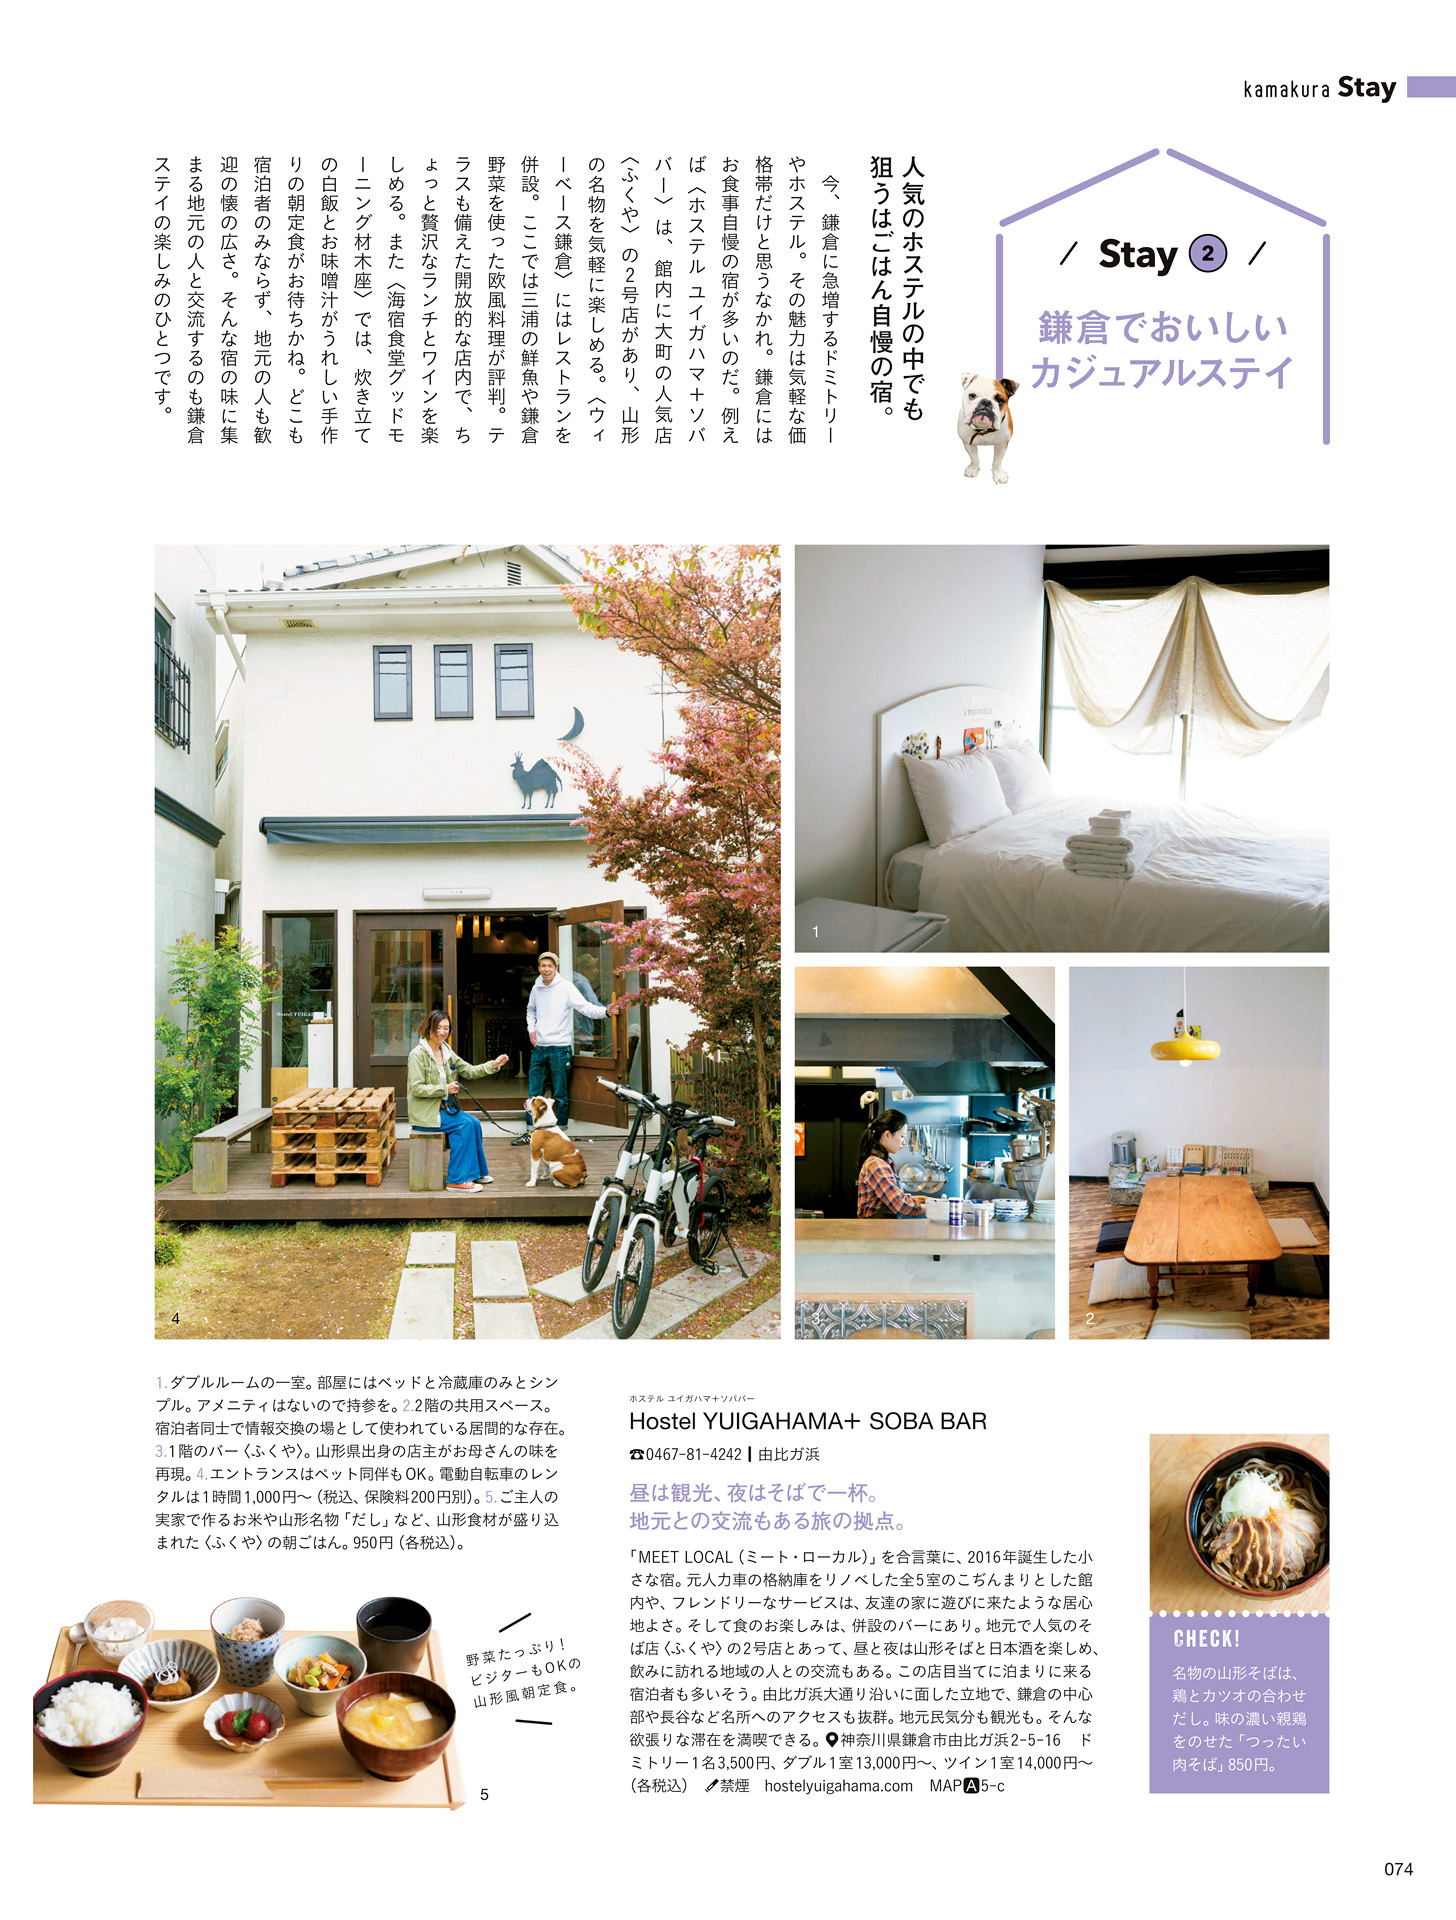 kamakura Stay
Stay 2
鎌倉でおいしい
カジュアルステイ
人気のホステルの中でも
狙うはごはん自慢の宿。
今、鎌倉に急増するドミトリー
やホステル。その魅力は気軽な価
格帯だけと思うなかれ。鎌倉には
お食事自慢の宿が多いのだ。例え
ば〈ホステル ユイガハマ＋ソバ
バー〉は、館内に大町の人気店
〈ふくや〉の2号店があり、山形
の名物を気軽に楽しめる。〈ウィ
ーベース鎌倉〉にはレストランを
併設。ここでは三浦の鮮魚や鎌倉
野菜を使った欧風料理が評判。テ
ラスも備えた開放的な店内で、ち
ょっと贅沢なランチとワインを楽
しめる。また〈海宿食堂グッドモ
ーニング材木座〉では、炊き立て
の白飯とお味噌汁がうれしい手作
りの朝定食がお待ちかね。どこも
宿泊者のみならず、地元の人も歓
迎の懐の広さ。そんな宿の味に集
まる地元の人と交流するのも鎌倉
ステイの楽しみのひとつです。
1
4
3
2
1.ダブルルームの一室。部屋にはベッドと冷蔵庫のみとシン
プル。アメニティはないので持参を。2.2階の共用スペース。
宿泊者同士で情報交換の場として使われている居間的な存在。
3.1階のバー〈ふくや〉。山形県出身の店主がお母さんの味を
再現。4.エントランスはペット同伴もOK。電動自転車のレン
タルは1時間1,000円〜（税込、保険料200円別）。5.ご主人の
実家で作るお米や山形名物「だし」など、山形食材が盛り込
まれた〈ふくや〉の朝ごはん。950円（各税込）。
野菜たっぷり！
ビジターもOKの
山形風朝定食。
5
ホステル ユイガハマ＋ソババー
Hostel YUIGAHAMA＋ SOBA BAR
☎0467-81-4242 | 由比ガ浜
昼は観光、夜はそばで一杯。
地元との交流もある旅の拠点。
「MEET LOCAL（ミート・ローカル）」を合言葉に、2016年誕生した小
さな宿。元人力車の格納庫をリノベした全5室のこぢんまりとした館
内や、フレンドリーなサービスは、友達の家に遊びに来たような居心
地よさ。そして食のお楽しみは、併設のバーにあり。地元で人気のそ
ば店〈ふくや〉の2号店とあって、昼と夜は山形そばと日本酒を楽しめ、
飲みに訪れる地域の人との交流もある。この店目当てに泊まりに来る
宿泊者も多いそう。由比ガ浜大通り沿いに面した立地で、鎌倉の中心
部や長谷など名所へのアクセスも抜群。地元民気分も観光も。そんな
欲張りな滞在を満喫できる。神奈川県鎌倉市由比ガ浜2-5-16　ド
ミトリー1名3,500円、ダブル1室13,000円〜、ツイン1室14,000円〜
（各税込）　禁煙　hostelyuigahama.com　MAP A 5-c
CHECK!
名物の山形そばは、
鶏とカツオの合わせ
だし。味の濃い親鶏
をのせた「つったい
肉そば」850円。
074